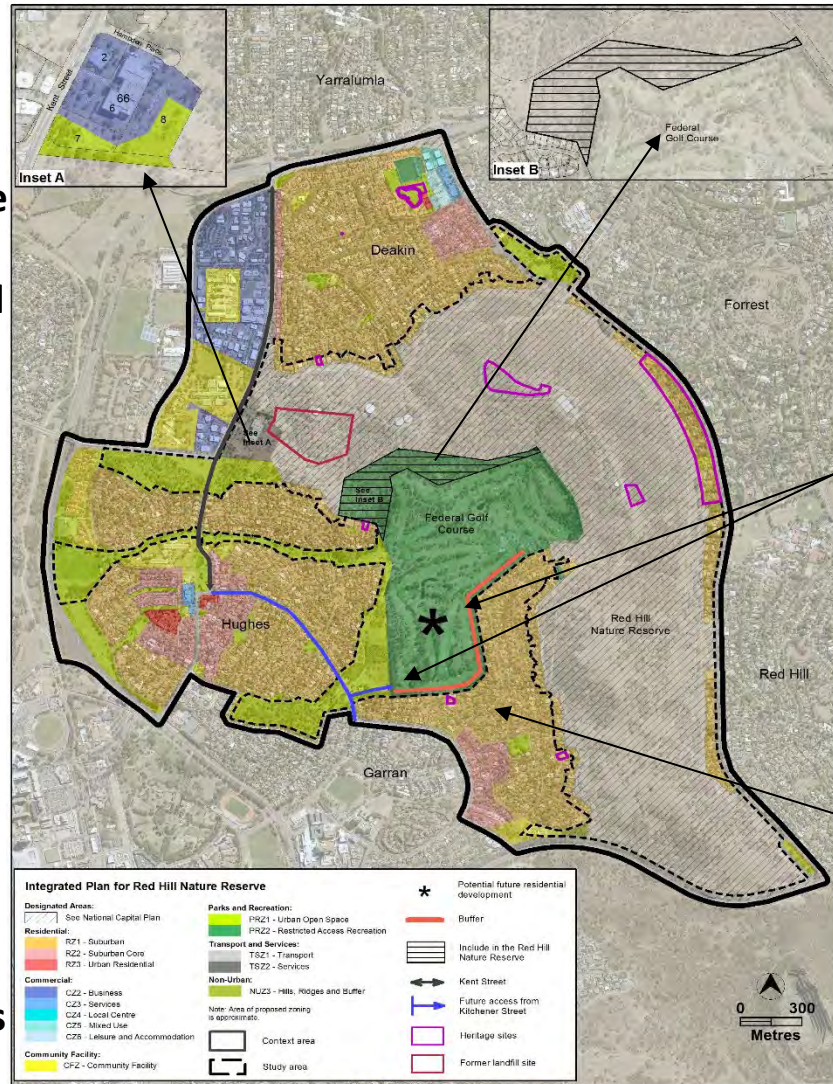 Hampton Place
Kent Street
2
66
6
7
8
Inset A
Yarralumla
Federal
Golf Course
Inset B
e
l
Deakin
Forrest
See
Inset A
See
Inset B
Federal Golf
Course
Hughes
*
Red Hill
Nature Reserve
Red Hill
Garran
s
Integrated Plan for Red Hill Nature Reserve
Designated Areas:
See National Capital Plan
Residential:
RZ1 - Suburban
RZ2 - Suburban Core
RZ3 - Urban Residential
Commercial:
CZ2 - Business
CZ3 - Services
CZ4 - Local Centre
CZ5 - Mixed Use
CZ6 - Leisure and Accommodation
Community Facility:
CFZ - Community Facility
Parks and Recreation:
PRZ1 - Urban Open Space
PRZ2 - Restricted Access Recreation
Transport and Services:
TSZ1 - Transport
TSZ2 - Services
Non-Urban:
NUZ3 - Hills, Ridges and Buffer
Note: Area of proposed zoning
is approximate.
Context area
Study area
* Potential future residential
development
Buffer
Include in the Red Hill
Nature Reserve
Kent Street
Future access from
Kitchener Street
Heritage sites
Former landfill site
0 300
Metres